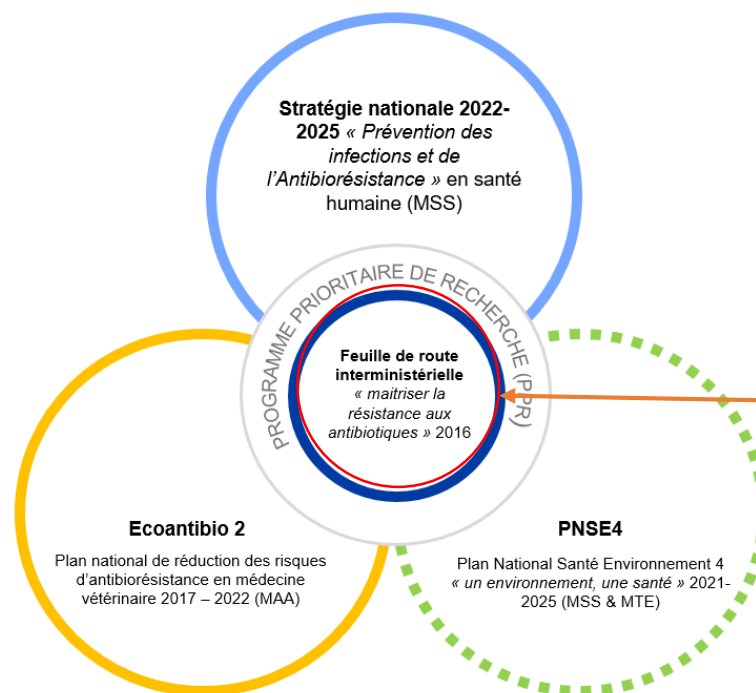 Stratégie nationale 2022-
2025 « Prévention des
infections et de
l'Antibiorésistance » en santé
humaine (MSS)
PROGRAMME PRIORITAIRE DE RECHERCHE (PPR)
Feuille de route
interministérielle
« maitriser la
résistance aux
antibiotiques » 2016
Ecoantibio 2
Plan national de réduction des risques
d'antibiorésistance en médecine
vétérinaire 2017 – 2022 (MAA)
PNSE4
Plan National Santé Environnement 4
« un environnement, une santé » 2021-
2025 (MSS & MTE)